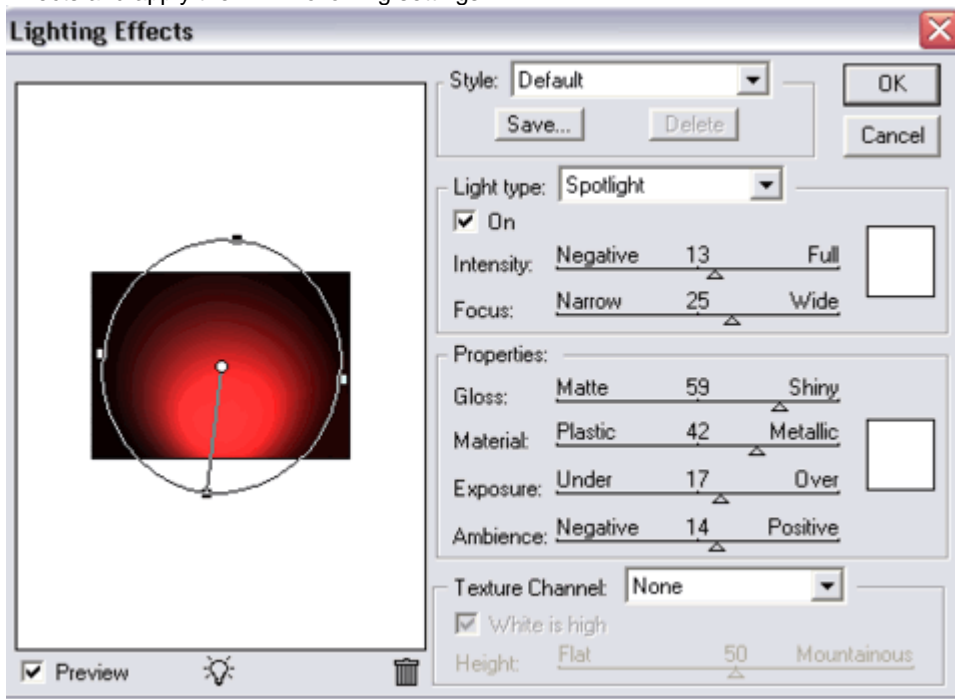 Lighting Effects
Style: Default
OK
Save... Delete
Cancel
Light type: Spotlight
On
Intensity: Negative 13 Full
Focus: Narrow 25 Wide
Properties:
Gloss: Matte 59 Shiny
Material: Plastic 42 Metallic
Exposure: Under 17 Over
Ambience: Negative 14 Positive
Texture Channel: None
White is high
Height: Flat 50 Mountainous
Preview